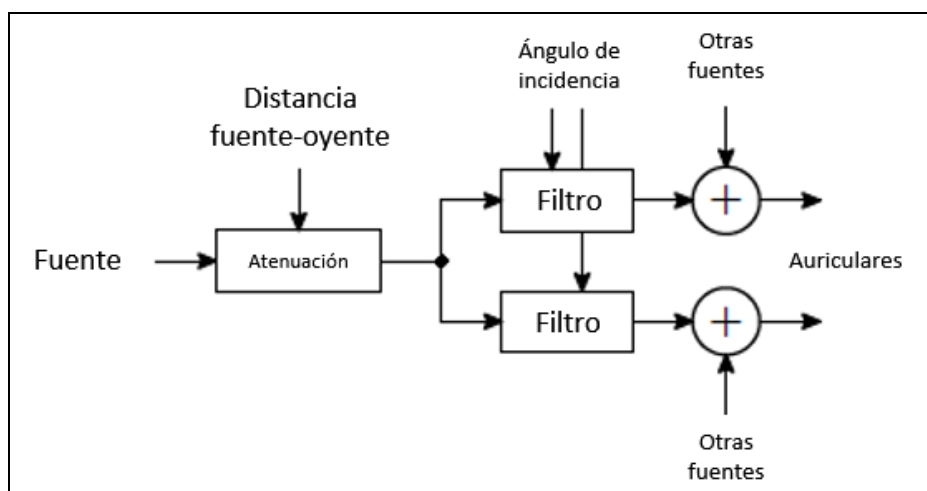 Ángulo de
incidencia
Otras
fuentes
Distancia
fuente-oyente
Filtro
Fuente
Atenuación
Auriculares
Filtro
Otras
fuentes